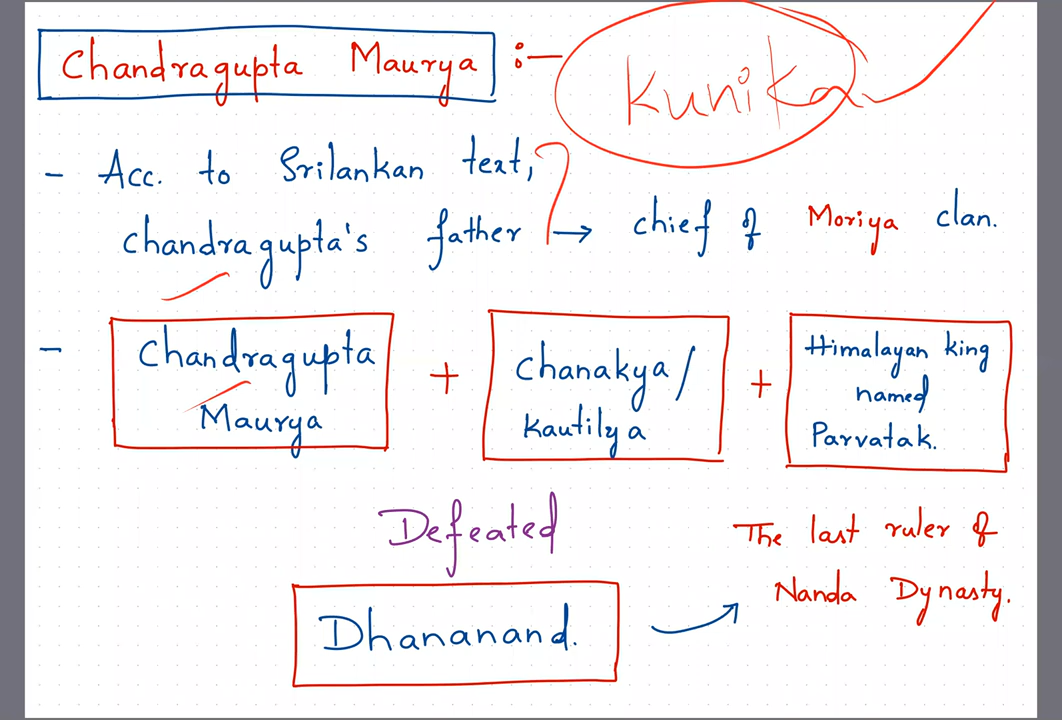 Chandragupta Maurya :-
Kunika
- Acc. to Srilankan text,
chandragupta's father → chief of Moriya clan.
- Chandragupta Maurya + Chanakya/ Kautilya + Himalayan king named Parvatak.
Defeated
The last ruler of
Nanda Dynasty.
Dhananand.